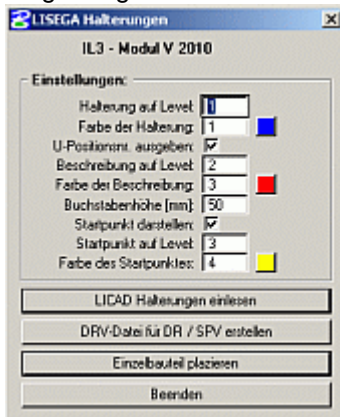 LISEGA Halterungen
IL3 - Modul V 2010
Einstellungen:
Halterung auf Level: 1
Farbe der Halterung: 1
U-Positionsnr. ausgeben:
Beschreibung auf Level: 2
Farbe der Beschreibung: 3
Buchstabenhöhe [mm]: 50
Startpunkt darstellen:
Startpunkt auf Level: 3
Farbe des Startpunktes: 4
LICAD Halterungen einlesen
DRV-Datei für DR / SPV erstellen
Einzelbauteil plazieren
Beenden